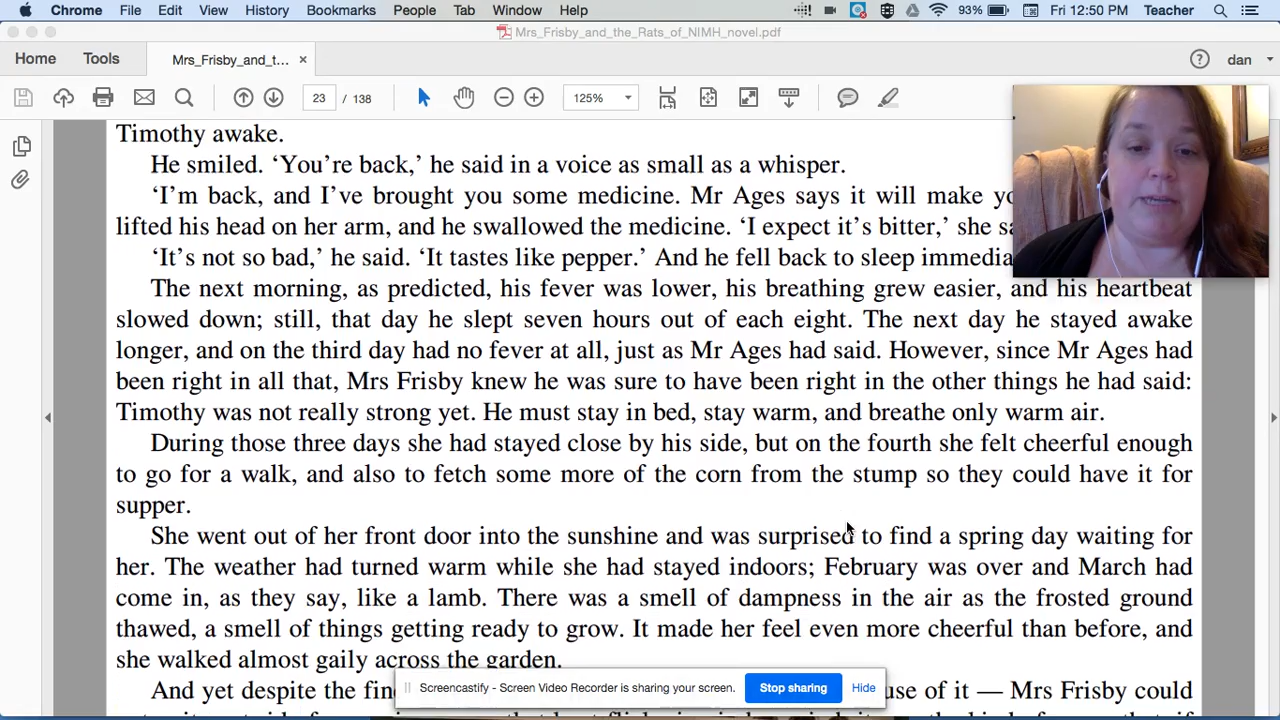 Chrome File Edit View History Bookmarks People Tab Window Help 93% Fri 12:50 PM Teacher
Mrs_Frisby_and_the_Rats_of_NIMH_novel.pdf
Home Tools Mrs_Frisby_and_t... × dan
23 / 138 125%
Timothy awake.
He smiled. ‘You’re back,’ he said in a voice as small as a whisper.
‘I’m back, and I’ve brought you some medicine. Mr Ages says it will make
lifted his head on her arm, and he swallowed the medicine. ‘I expect it’s bitter,’ she
‘It’s not so bad,’ he said. ‘It tastes like pepper.’ And he fell back to sleep
The next morning, as predicted, his fever was lower, his breathing grew easier, and his heartbeat
slowed down; still, that day he slept seven hours out of each eight. The next day he stayed awake
longer, and on the third day had no fever at all, just as Mr Ages had said. However, since Mr Ages had
been right in all that, Mrs Frisby knew he was sure to have been right in the other things he had said:
Timothy was not really strong yet. He must stay in bed, stay warm, and breathe only warm air.
During those three days she had stayed close by his side, but on the fourth she felt cheerful enough
to go for a walk, and also to fetch some more of the corn from the stump so they could have it for
supper.
She went out of her front door into the sunshine and was surprised to find a spring day waiting for
her. The weather had turned warm while she had stayed indoors; February was over and March had
come in, as they say, like a lamb. There was a smell of dampness in the air as the frosted ground
thawed, a smell of things getting ready to grow. It made her feel even more cheerful than before, and
she walked almost gaily across the garden.
And yet despite the of it — Mrs Frisby could
Screencastify - Screen Video Recorder is sharing your screen. Stop sharing Hide